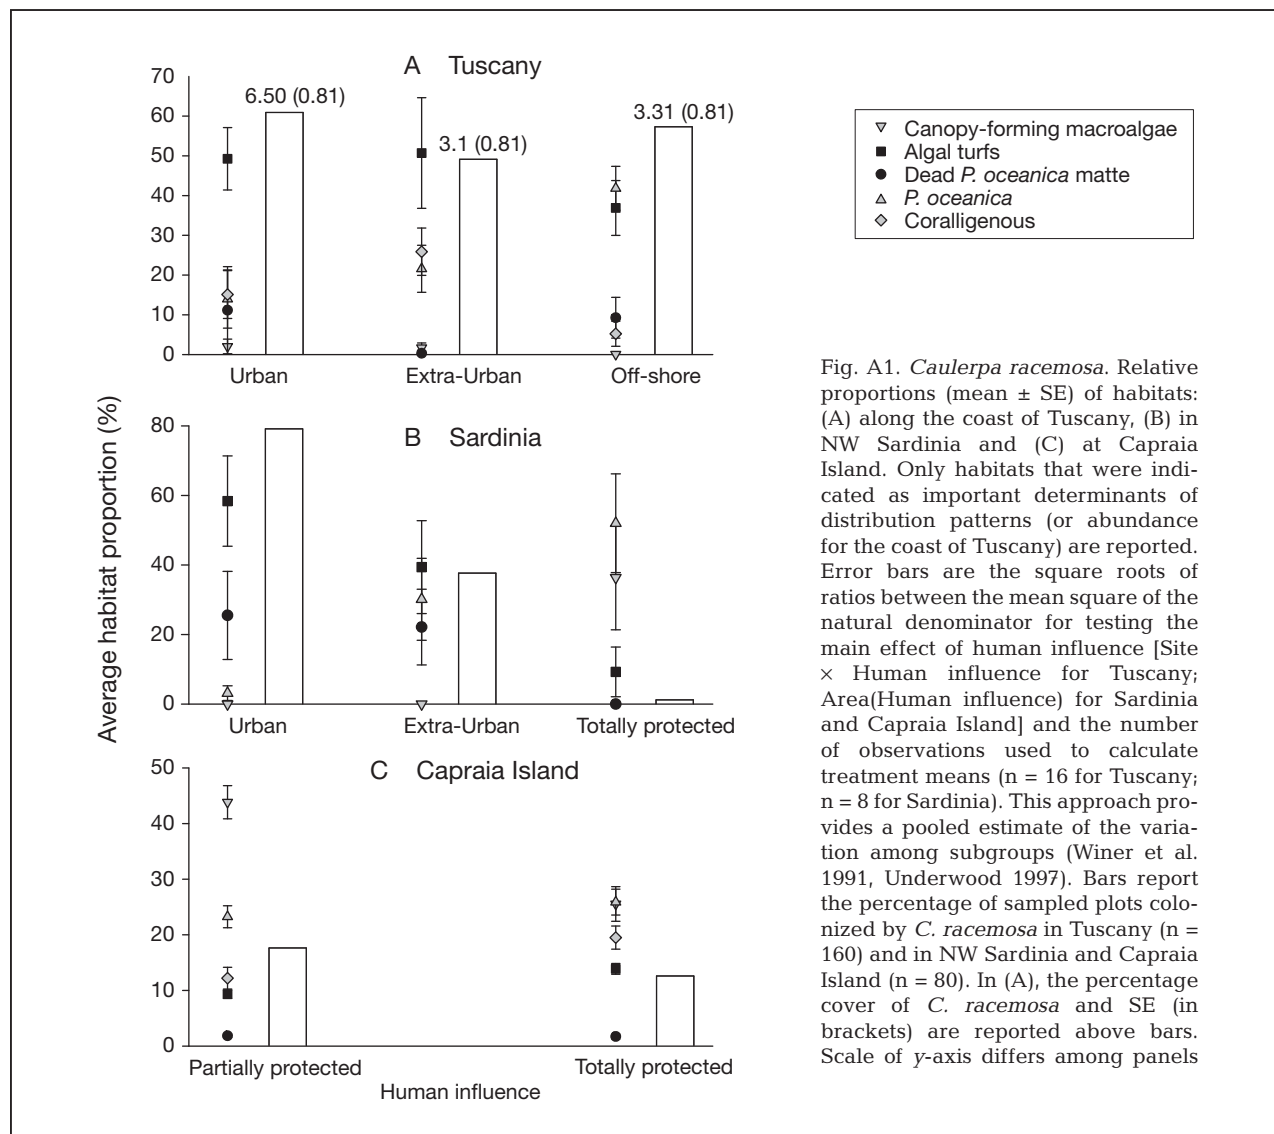 A Tuscany
70
60
50
40
30
20
10
0
6.50 (0.81)
3.1 (0.81)
3.31 (0.81)
Urban
Extra-Urban
Off-shore
Canopy-forming macroalgae
Algal turfs
Dead P. oceanica matte
P. oceanica
Coralligenous
Average habitat proportion (%)
B Sardinia
80
60
40
20
0
Urban
Extra-Urban
Totally protected
C Capraia Island
50
40
30
20
10
0
Partially protected
Totally protected
Human influence
Fig. A1. Caulerpa racemosa. Relative
proportions (mean ± SE) of habitats:
(A) along the coast of Tuscany, (B) in
NW Sardinia and (C) at Capraia
Island. Only habitats that were indi-
cated as important determinants of
distribution patterns (or abundance
for the coast of Tuscany) are reported.
Error bars are the square roots of
ratios between the mean square of the
natural denominator for testing the
main effect of human influence [Site
× Human influence for Tuscany;
Area(Human influence) for Sardinia
and Capraia Island] and the number
of observations used to calculate
treatment means (n = 16 for Tuscany;
n = 8 for Sardinia). This approach pro-
vides a pooled estimate of the varia-
tion among subgroups (Winer et al.
1991, Underwood 1997). Bars report
the percentage of sampled plots colo-
nized by C. racemosa in Tuscany (n =
160) and in NW Sardinia and Capraia
Island (n = 80). In (A), the percentage
cover of C. racemosa and SE (in
brackets) are reported above bars.
Scale of y-axis differs among panels